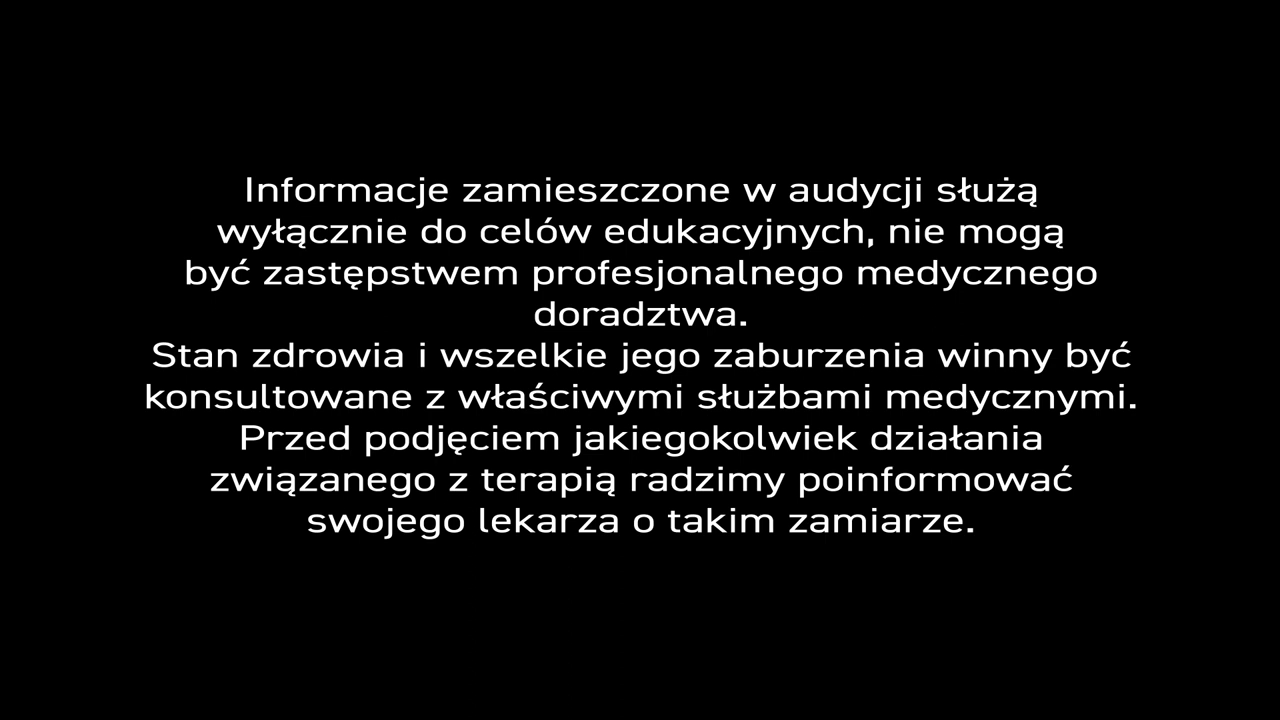 Informacje zamieszczone w audycji służą
wyłącznie do celów edukacyjnych, nie mogą
być zastępstwem profesjonalnego medycznego
doradztwa.
Stan zdrowia i wszelkie jego zaburzenia winny być
konsultowane z właściwymi służbami medycznymi.
Przed podjęciem jakiegokolwiek działania
związanego z terapią radzimy poinformować
swojego lekarza o takim zamiarze.